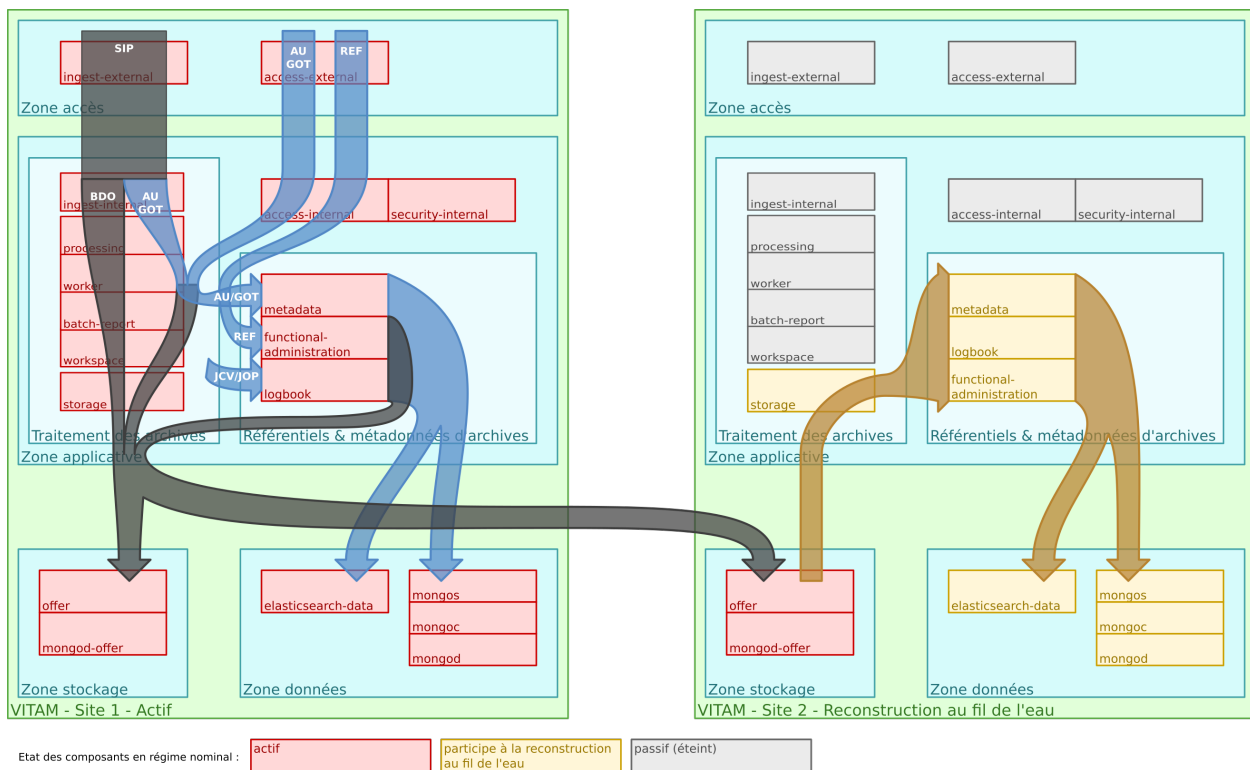 SIP
AU
GOT
REF
ingest-external
access-external
Zone accès
BDO
AU
GOT
ingest-internal
access-internal
security-internal
processing
worker
batch-report
workspace
storage
AU/GOT
metadata
REF
functional-
administration
JCV/JOP
logbook
Traitement des archives
Référentiels & métadonnées d'archives
Zone applicative
offer
mongod-offer
Zone stockage
elasticsearch-data
mongos
mongoc
mongod
Zone données
VITAM - Site 1 - Actif
ingest-external
access-external
Zone accès
ingest-internal
access-internal
security-internal
processing
worker
batch-report
workspace
storage
metadata
logbook
functional-
administration
Traitement des archives
Référentiels & métadonnées d'archives
Zone applicative
offer
mongod-offer
Zone stockage
elasticsearch-data
mongos
mongoc
mongod
Zone données
VITAM - Site 2 - Reconstruction au fil de l'eau
Etat des composants en régime nominal :
actif
participe à la reconstruction
au fil de l'eau
passif (éteint)